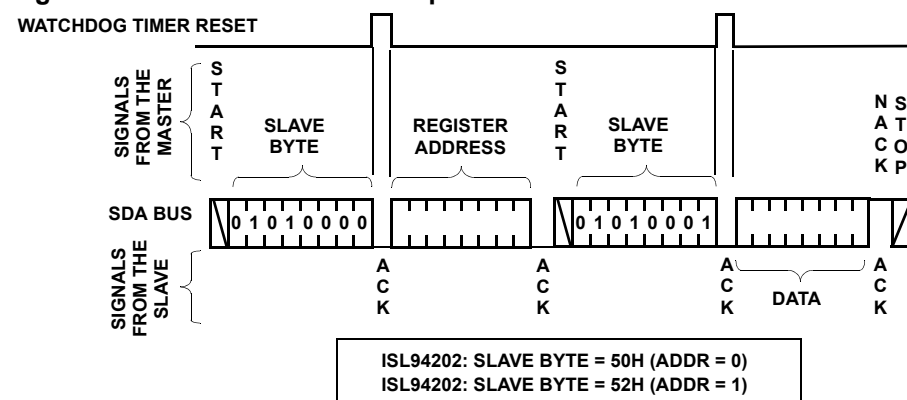 WATCHDOG TIMER RESET
SIGNALS
FROM THE
MASTER
START
SLAVE
BYTE
REGISTER
ADDRESS
START
SLAVE
BYTE
NACK
STOP
SDA BUS
0 1 0 1 0 0 0 0
0 1 0 1 0 0 0 1
SIGNALS
FROM THE
SLAVE
ACK
ACK
ACK
DATA
ACK
ISL94202: SLAVE BYTE = 50H (ADDR = 0)
ISL94202: SLAVE BYTE = 52H (ADDR = 1)